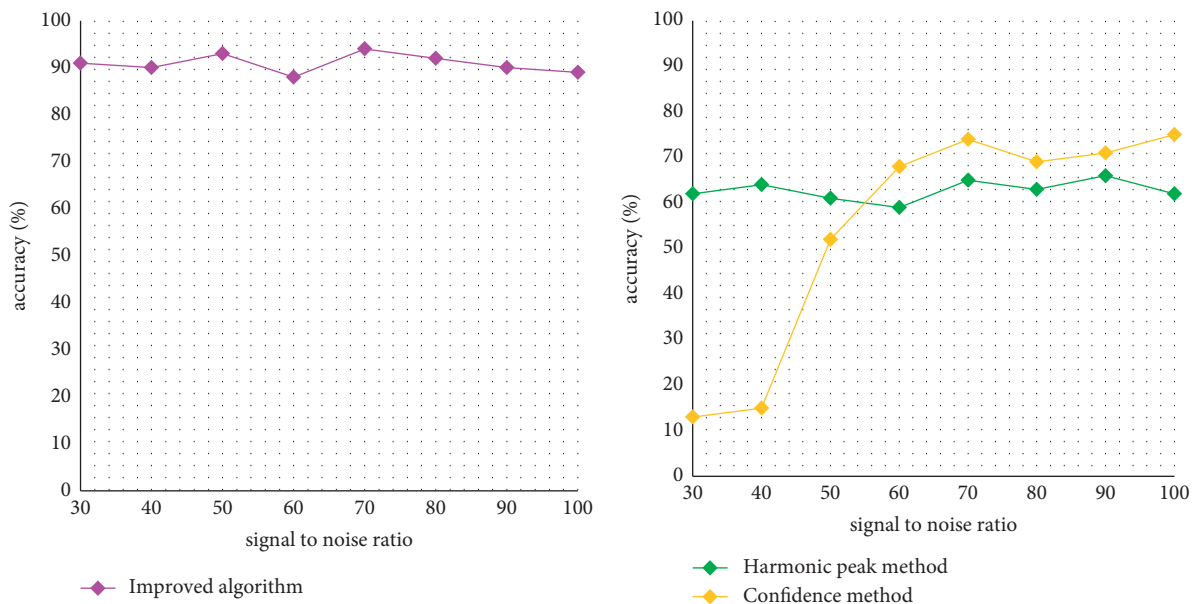 100
90
80
70
60
50
40
30
20
10
0
accuracy (%)
30 40 50 60 70 80 90 100
signal to noise ratio
Improved algorithm
100
90
80
70
60
50
40
30
20
10
0
accuracy (%)
30 40 50 60 70 80 90 100
signal to noise ratio
Harmonic peak method
Confidence method